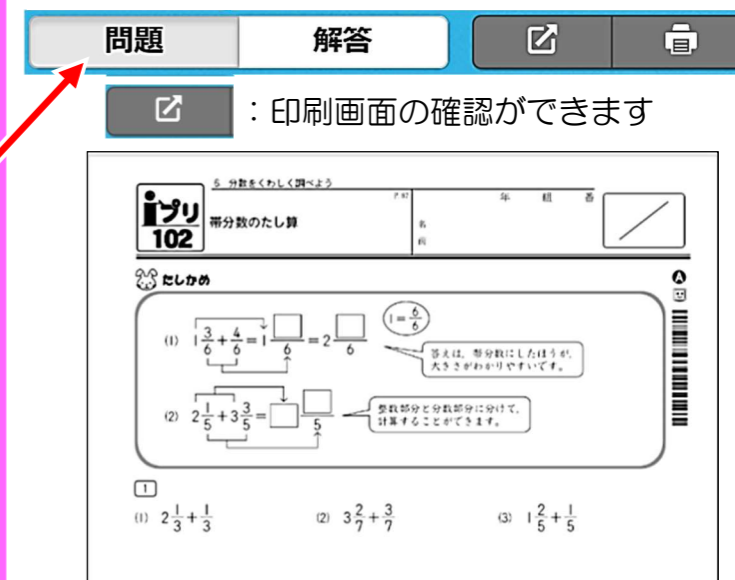 問題 解答
：印刷画面の確認ができます
5 分数をくわしく調べよう
iプリ 102
帯分数のたし算
年 組 番
名前
たしかめ
A
(1) 1 3/6 + 4/6 = 1 □/6 = 2 □/6
1 = 6/6
答えは，帯分数にしたほうが，
大きさがわかりやすいです。
(2) 2 1/5 + 3 3/5 = □ □/5
整数部分と分数部分に分けて，
計算することができます。
1
(1) 2 1/3 + 1/3 (2) 3 2/7 + 3/7 (3) 1 2/5 + 1/5